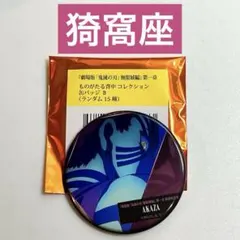 猗窩座
「劇場版「鬼滅の刃」無限城編」第一章
ものがたる背中 コレクション
缶バッジ B
(ランダム 15 種)
AKAZA